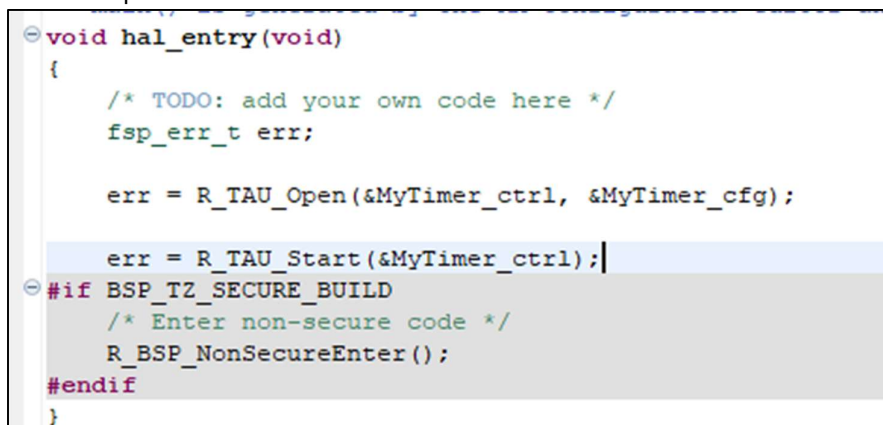 void hal_entry(void)
{
    /* TODO: add your own code here */
    fsp_err_t err;

    err = R_TAU_Open(&MyTimer_ctrl, &MyTimer_cfg);

    err = R_TAU_Start(&MyTimer_ctrl);
#if BSP_TZ_SECURE_BUILD
    /* Enter non-secure code */
    R_BSP_NonSecureEnter();
#endif
}